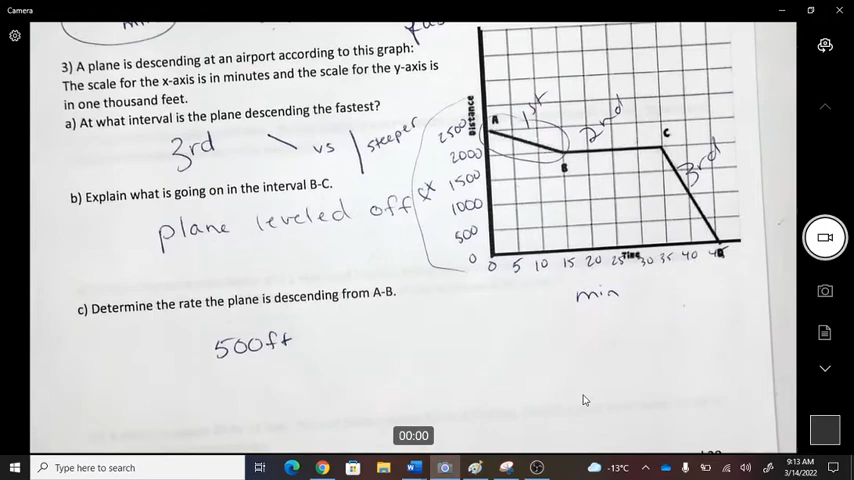 Camera
min
3) A plane is descending at an airport according to this graph:
The scale for the x-axis is in minutes and the scale for the y-axis is
in one thousand feet.
a) At what interval is the plane descending the fastest?
3rd vs steeper
b) Explain what is going on in the interval B-C.
plane leveled off
c) Determine the rate the plane is descending from A-B.
500ft
Distance
A
1st
2nd
B
C
3rd
2500
2000
1500
1000
500
0
ft
0 5 10 15 20 25 Time 30 35 40 45
min
00:00
Type here to search
-13°C
9:13 AM
3/14/2022